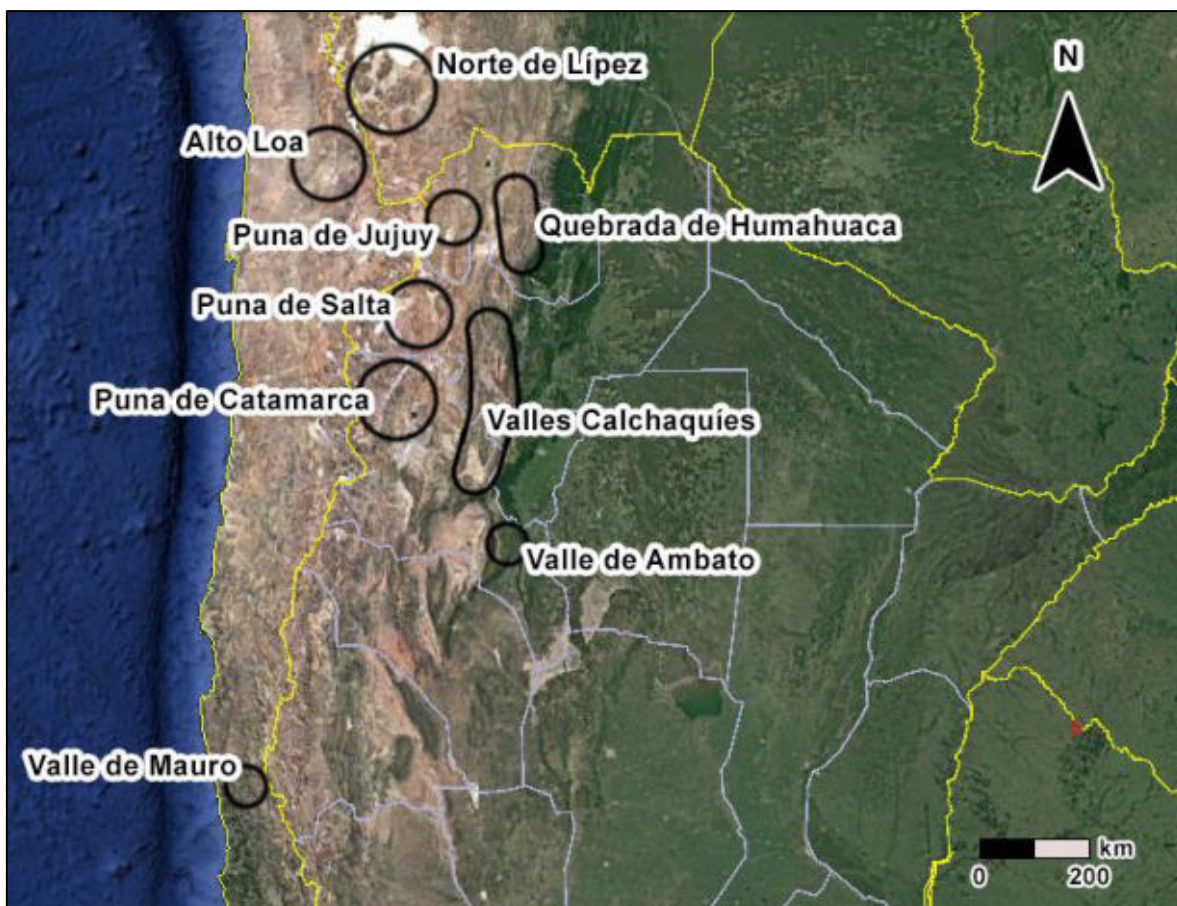 Norte de Lípez
N
Alto Loa
Quebrada de Humahuaca
Puna de Jujuy
Puna de Salta
Puna de Catamarca
Valles Calchaquíes
Valle de Ambato
Valle de Mauro
km
0 200